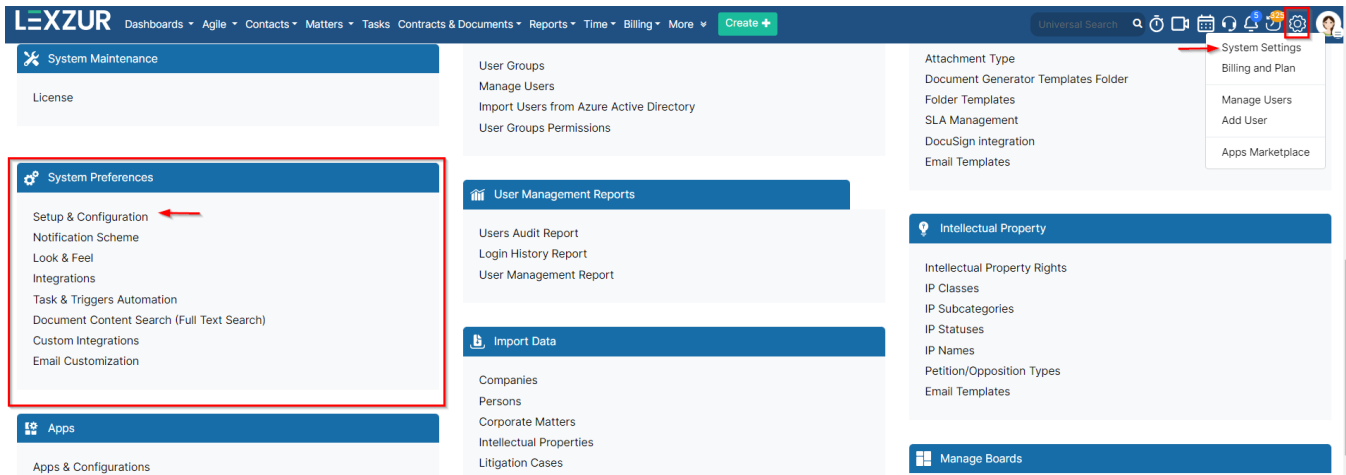 LEXZUR Dashboards Agile Contacts Matters Tasks Contracts & Documents Reports Time Billing More Create + Universal Search 5
System Settings
Billing and Plan
Manage Users
Add User
Apps Marketplace
System Maintenance
License
System Preferences
Setup & Configuration
Notification Scheme
Look & Feel
Integrations
Task & Triggers Automation
Document Content Search (Full Text Search)
Custom Integrations
Email Customization
Apps
Apps & Configurations
User Groups
Manage Users
Import Users from Azure Active Directory
User Groups Permissions
User Management Reports
Users Audit Report
Login History Report
User Management Report
Import Data
Companies
Persons
Corporate Matters
Intellectual Properties
Litigation Cases
Attachment Type
Document Generator Templates Folder
Folder Templates
SLA Management
DocuSign integration
Email Templates
Intellectual Property
Intellectual Property Rights
IP Classes
IP Subcategories
IP Statuses
IP Names
Petition/Opposition Types
Email Templates
Manage Boards